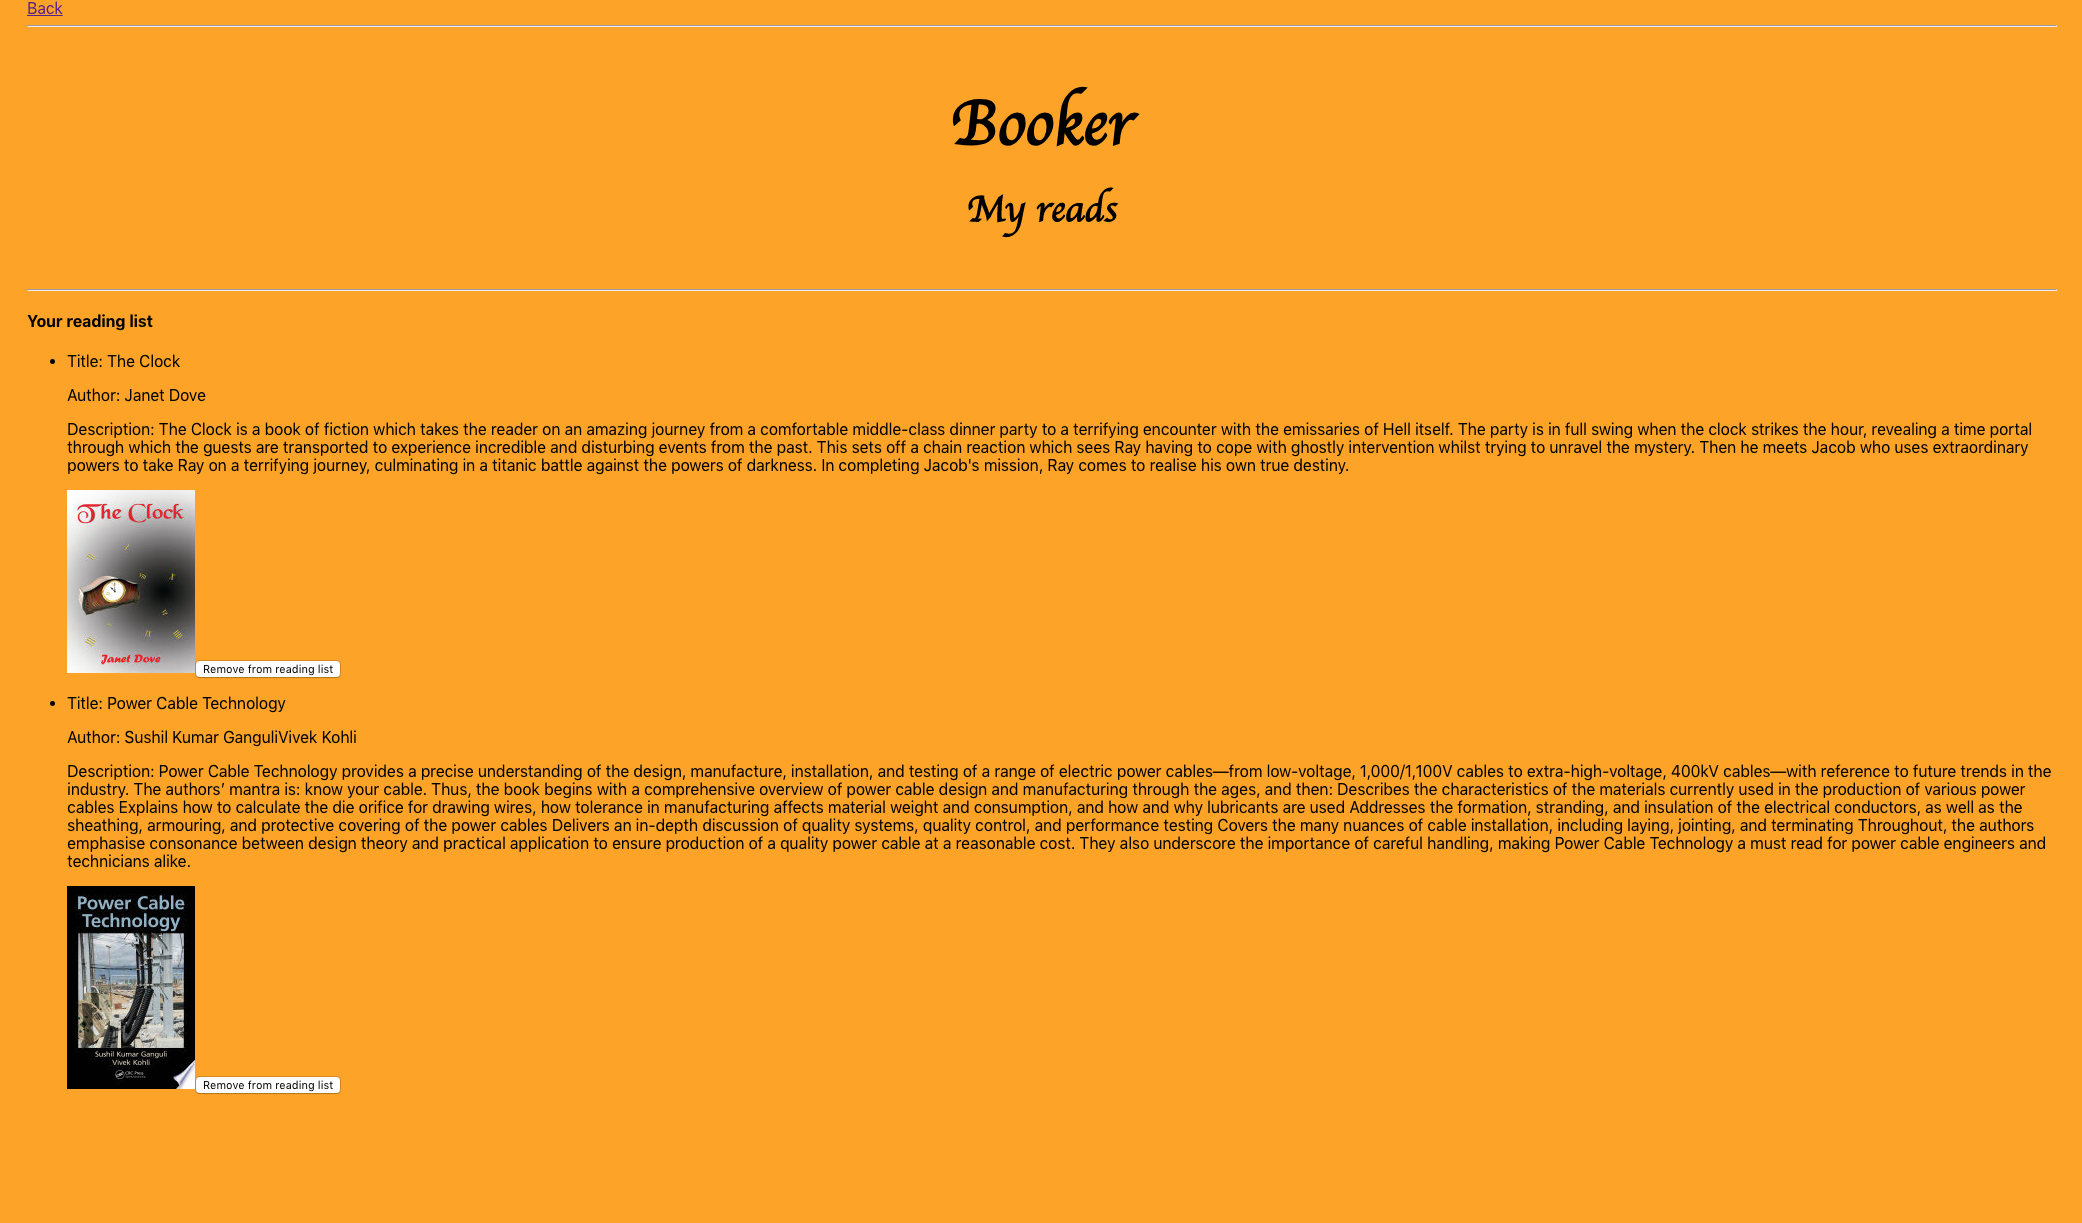 Back
Booker
My reads
Your reading list
Title: The Clock
Author: Janet Dove
Description: The Clock is a book of fiction which takes the reader on an amazing journey from a comfortable middle-class dinner party to a terrifying encounter with the emissaries of Hell itself. The party is in full swing when the clock strikes the hour, revealing a time portal
through which the guests are transported to experience incredible and disturbing events from the past. This sets off a chain reaction which sees Ray having to cope with ghostly intervention whilst trying to unravel the mystery. Then he meets Jacob who uses extraordinary
powers to take Ray on a terrifying journey, culminating in a titanic battle against the powers of darkness. In completing Jacob's mission, Ray comes to realise his own true destiny.
The Clock
Janet Dove
Remove from reading list
Title: Power Cable Technology
Author: Sushil Kumar GanguliVivek Kohli
Description: Power Cable Technology provides a precise understanding of the design, manufacture, installation, and testing of a range of electric power cables—from low-voltage, 1,000/1,100V cables to extra-high-voltage, 400kV cables—with reference to future trends in the
industry. The authors’ mantra is: know your cable. Thus, the book begins with a comprehensive overview of power cable design and manufacturing through the ages, and then: Describes the characteristics of the materials currently used in the production of various power
cables Explains how to calculate the die orifice for drawing wires, how tolerance in manufacturing affects material weight and consumption, and how and why lubricants are used Addresses the formation, stranding, and insulation of the electrical conductors, as well as the
sheathing, armouring, and protective covering of the power cables Delivers an in-depth discussion of quality systems, quality control, and performance testing Covers the many nuances of cable installation, including laying, jointing, and terminating Throughout, the authors
emphasise consonance between design theory and practical application to ensure production of a quality power cable at a reasonable cost. They also underscore the importance of careful handling, making Power Cable Technology a must read for power cable engineers and
technicians alike.
Power Cable
Technology
Sushil Kumar Ganguli
Vivek Kohli
CRC Press
Remove from reading list